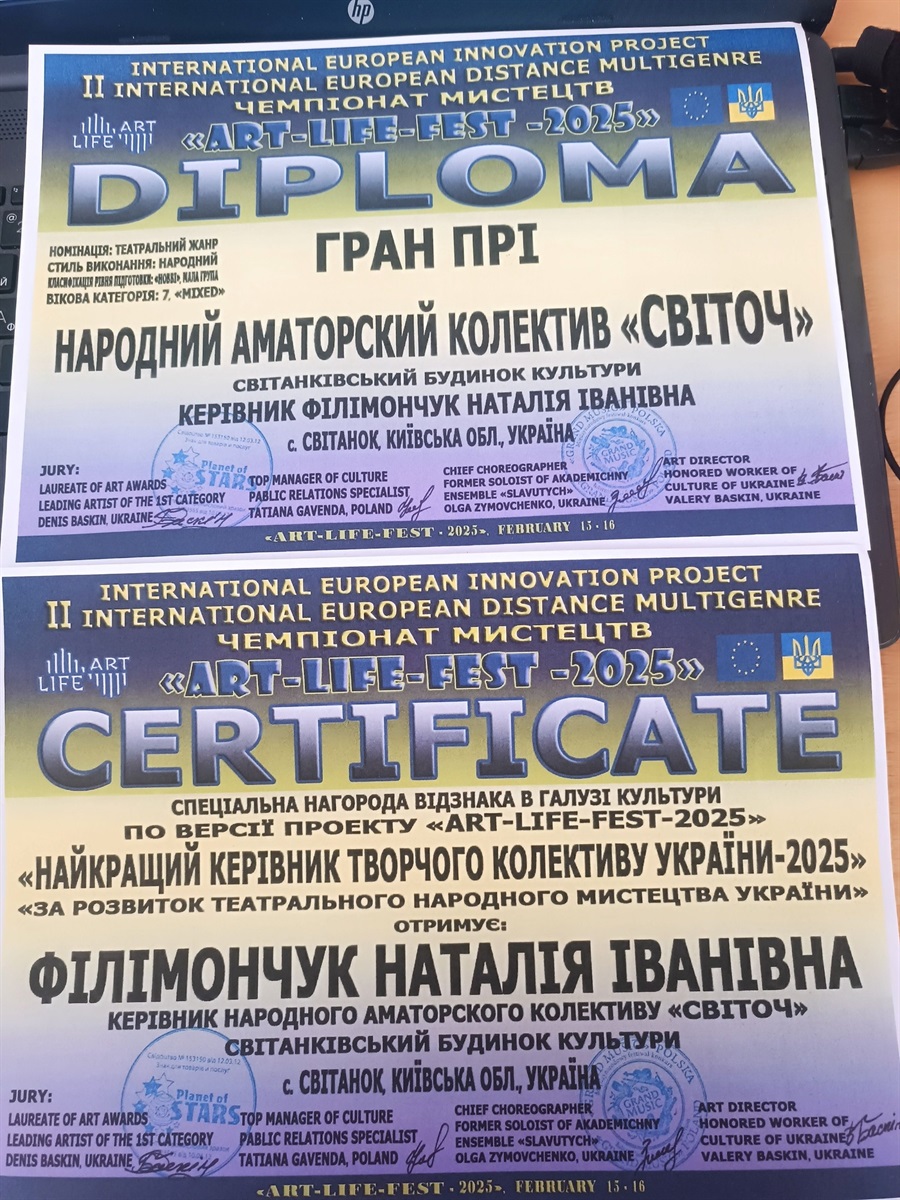 hp
INTERNATIONAL EUROPEAN INNOVATION PROJECT
II INTERNATIONAL EUROPEAN DISTANCE MULTIGENRE
ЧЕМПІОНАТ МИСТЕЦТВ
ART LIFE
«ART-LIFE-FEST -2025»
DIPLOMA
НОМІНАЦІЯ: ТЕАТРАЛЬНИЙ ЖАНР
СТИЛЬ ВИКОНАННЯ: НАРОДНИЙ
КЛАСИФІКАЦІЯ РІВНЯ ПІДГОТОВКИ: «HOBBI», МАЛА ГРУПА
ВІКОВА КАТЕГОРІЯ: 7, «MIXED»
ГРАН ПРІ
НАРОДНИЙ АМАТОРСКИЙ КОЛЕКТИВ «СВІТОЧ»
СВІТАНКІВСЬКИЙ БУДИНОК КУЛЬТУРИ
КЕРІВНИК ФІЛІМОНЧУК НАТАЛІЯ ІВАНІВНА
с. СВІТАНОК, КИЇВСЬКА ОБЛ., УКРАЇНА
Planet of STARS
GRAND MUSIC
JURY:
LAUREATE OF ART AWARDS
LEADING ARTIST OF THE 1ST CATEGORY
DENIS BASKIN, UKRAINE
TOP MANAGER OF CULTURE
PABLIC RELATIONS SPECIALIST
TATIANA GAVENDA, POLAND
CHIEF CHOREOGRAPHER
FORMER SOLOIST OF AKADEMICHNY
ENSEMBLE «SLAVUTYCH»
OLGA ZYMOVCHENKO, UKRAINE
ART DIRECTOR
HONORED WORKER OF
CULTURE OF UKRAINE
VALERY BASKIN, UKRAINE
«ART-LIFE-FEST - 2025», FEBRUARY 15 - 16
INTERNATIONAL EUROPEAN INNOVATION PROJECT
II INTERNATIONAL EUROPEAN DISTANCE MULTIGENRE
ЧЕМПІОНАТ МИСТЕЦТВ
ART LIFE
«ART-LIFE-FEST -2025»
CERTIFICATE
СПЕЦІАЛЬНА НАГОРОДА ВІДЗНАКА В ГАЛУЗІ КУЛЬТУРИ
ПО ВЕРСІЇ ПРОЕКТУ «ART-LIFE-FEST-2025»
«НАЙКРАЩИЙ КЕРІВНИК ТВОРЧОГО КОЛЕКТИВУ УКРАЇНИ-2025»
«ЗА РОЗВИТОК ТЕАТРАЛЬНОГО НАРОДНОГО МИСТЕЦТВА УКРАЇНИ»
ОТРИМУЄ:
ФІЛІМОНЧУК НАТАЛІЯ ІВАНІВНА
КЕРІВНИК НАРОДНОГО АМАТОРСКОГО КОЛЕКТИВУ «СВІТОЧ»
СВІТАНКІВСЬКИЙ БУДИНОК КУЛЬТУРИ
с. СВІТАНОК, КИЇВСЬКА ОБЛ., УКРАЇНА
Planet of STARS
GRAND MUSIC
JURY:
LAUREATE OF ART AWARDS
LEADING ARTIST OF THE 1ST CATEGORY
DENIS BASKIN, UKRAINE
TOP MANAGER OF CULTURE
PABLIC RELATIONS SPECIALIST
TATIANA GAVENDA, POLAND
CHIEF CHOREOGRAPHER
FORMER SOLOIST OF AKADEMICHNY
ENSEMBLE «SLAVUTYCH»
OLGA ZYMOVCHENKO, UKRAINE
ART DIRECTOR
HONORED WORKER OF
CULTURE OF UKRAINE
VALERY BASKIN, UKRAINE
«ART-LIFE-FEST - 2025», FEBRUARY 15 - 16